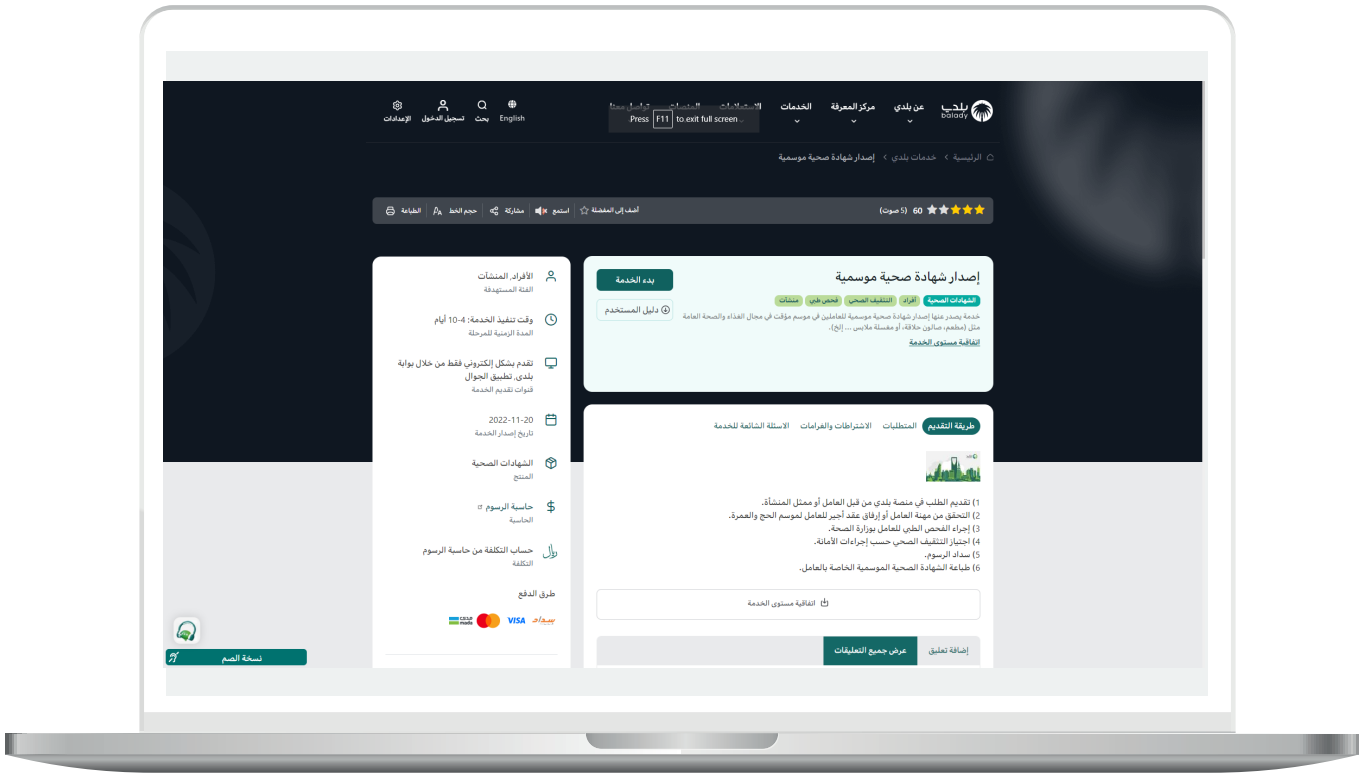 بلدي
balady
عن بلدي
مركز المعرفة
الخدمات
الاستعلامات
المنصات
تواصل معنا
English
بحث
تسجيل الدخول
الإعدادات
Press F11 to exit full screen
الرئيسية > خدمات بلدي > إصدار شهادة صحية موسمية
60 (5 صوت)
أضف إلى المفضلة
استمع
مشاركة
حجم الخط
الطباعة
إصدار شهادة صحية موسمية
الشهادات الصحية
أفراد
التثقيف الصحي
فحص طبي
منشآت
خدمة يصدر عنها إصدار شهادة صحية موسمية للعاملين في موسم مؤقت في مجال الغذاء والصحة العامة
مثل (مطعم، صالون حلاقة، أو مغسلة ملابس ... إلخ).
اتفاقية مستوى الخدمة
بدء الخدمة
دليل المستخدم
طريقة التقديم
المتطلبات
الاشتراطات والغرامات
الاسئلة الشائعة للخدمة
1) تقديم الطلب في منصة بلدي من قبل العامل أو ممثل المنشأة.
2) التحقق من مهنة العامل أو إرفاق عقد أجير للعامل لموسم الحج والعمرة.
3) إجراء الفحص الطبي للعامل بوزارة الصحة.
4) اجتياز التثقيف الصحي حسب إجراءات الأمانة.
5) سداد الرسوم.
6) طباعة الشهادة الصحية الموسمية الخاصة بالعامل.
اتفاقية مستوى الخدمة
إضافة تعليق
عرض جميع التعليقات
الأفراد, المنشآت
الفئة المستهدفة
وقت تنفيذ الخدمة: 4-10 أيام
المدة الزمنية للمرحلة
تقدم بشكل إلكتروني فقط من خلال بوابة
بلدي, تطبيق الجوال
قنوات تقديم الخدمة
2022-11-20
تاريخ إصدار الخدمة
الشهادات الصحية
المنتج
حاسبة الرسوم
الحاسبة
حساب التكلفة من حاسبة الرسوم
التكلفة
طرق الدفع
سداد
VISA
مدى
mada
نسخة الصم